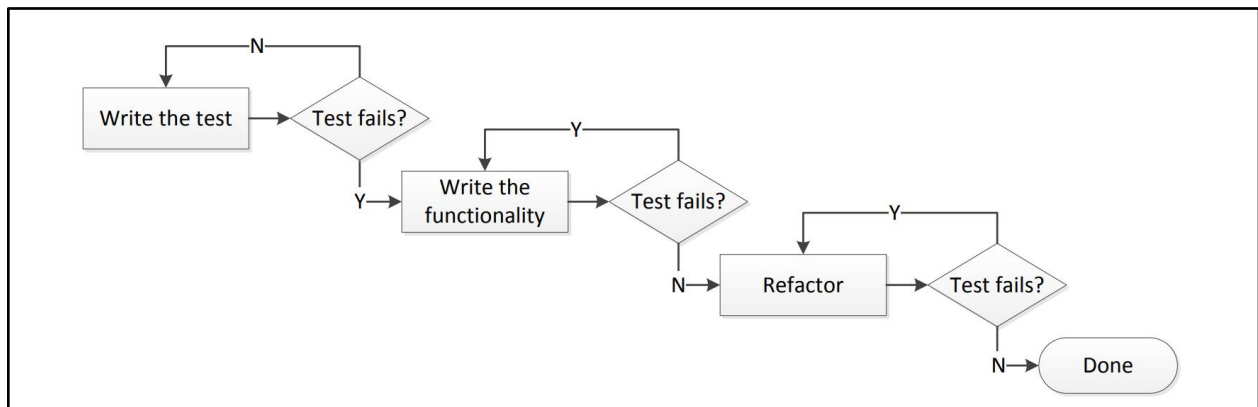 N
Write the test
Test fails?
Y
Y
Write the
functionality
Test fails?
Y
N
Refactor
Test fails?
N
Done